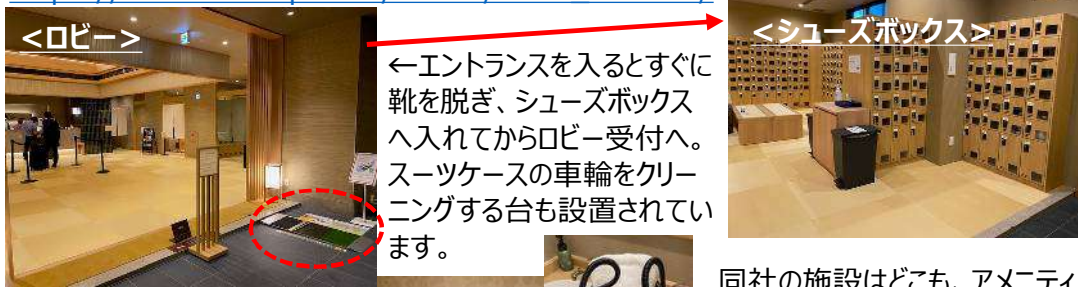 <ロビー>
<シューズボックス>
←エントランスを入るとすぐに
靴を脱ぎ、シューズボックス
へ入れてからロビー受付へ。
スーツケースの車輪をクリー
ニングする台も設置されてい
ます。
同社の施設はどこも、アメニティ